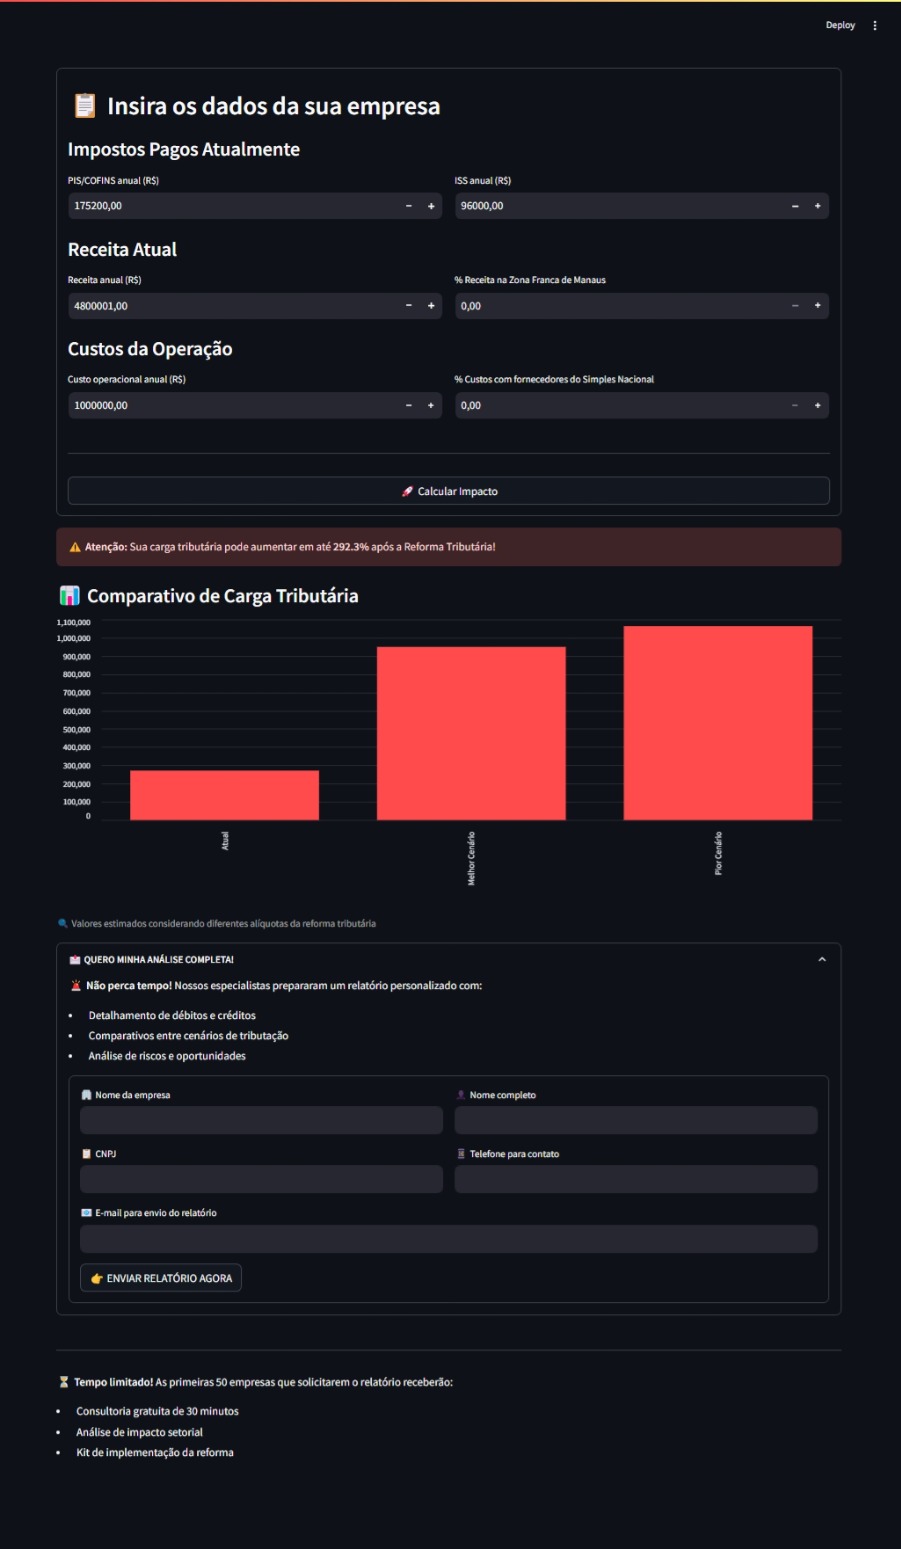 Deploy
Insira os dados da sua empresa
Impostos Pagos Atualmente
PIS/COFINS anual (R$)
ISS anual (R$)
175200,00 − +
96000,00 − +
Receita Atual
Receita anual (R$)
% Receita na Zona Franca de Manaus
4800001,00 − +
0,00 − +
Custos da Operação
Custo operacional anual (R$)
% Custos com fornecedores do Simples Nacional
1000000,00 − +
0,00 − +
Calcular Impacto
Atenção: Sua carga tributária pode aumentar em até 292.3% após a Reforma Tributária!
Comparativo de Carga Tributária
1,100,000
1,000,000
900,000
800,000
700,000
600,000
500,000
400,000
300,000
200,000
100,000
0
Atual
Melhor Cenário
Pior Cenário
Valores estimados considerando diferentes alíquotas da reforma tributária
QUERO MINHA ANÁLISE COMPLETA!
Não perca tempo! Nossos especialistas prepararam um relatório personalizado com:
• Detalhamento de débitos e créditos
• Comparativos entre cenários de tributação
• Análise de riscos e oportunidades
Nome da empresa
Nome completo
CNPJ
Telefone para contato
E-mail para envio do relatório
ENVIAR RELATÓRIO AGORA
Tempo limitado! As primeiras 50 empresas que solicitarem o relatório receberão:
• Consultoria gratuita de 30 minutos
• Análise de impacto setorial
• Kit de implementação da reforma